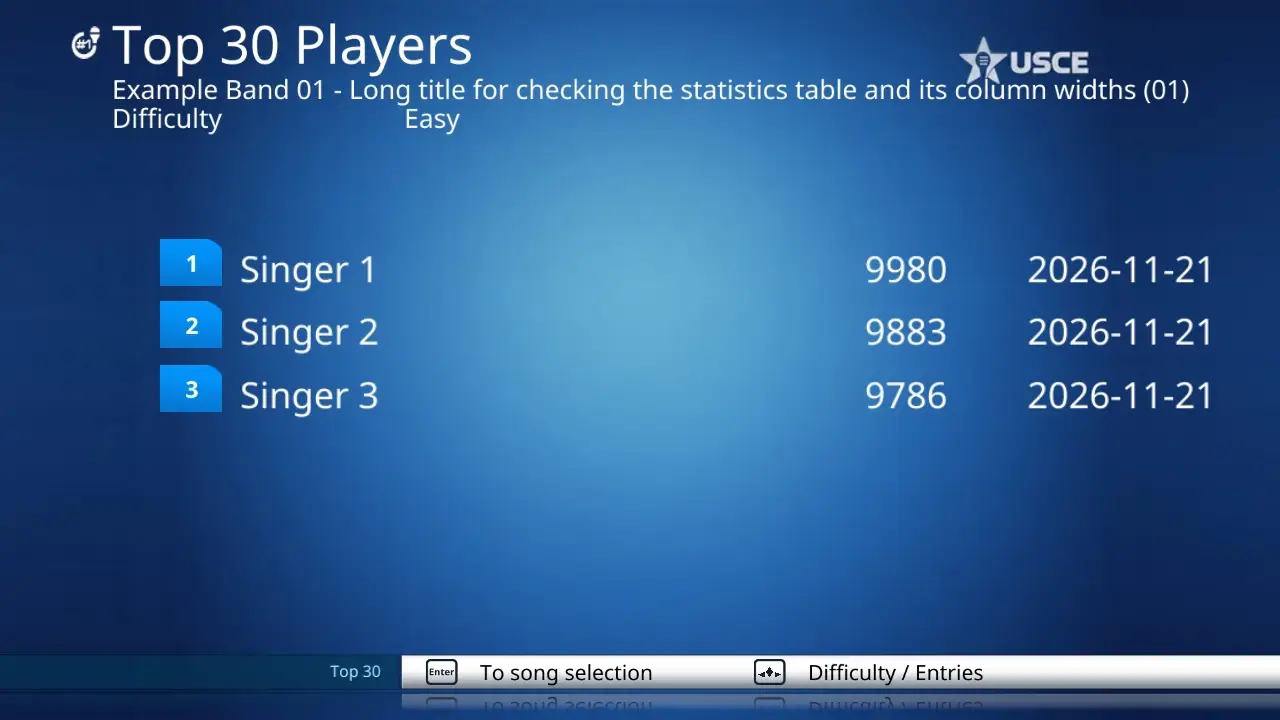 #1 Top 30 Players
USCE
Example Band 01 - Long title for checking the statistics table and its column widths (01)
Difficulty Easy
1 Singer 1 9980 2026-11-21
2 Singer 2 9883 2026-11-21
3 Singer 3 9786 2026-11-21
Top 30 Enter To song selection Difficulty / Entries